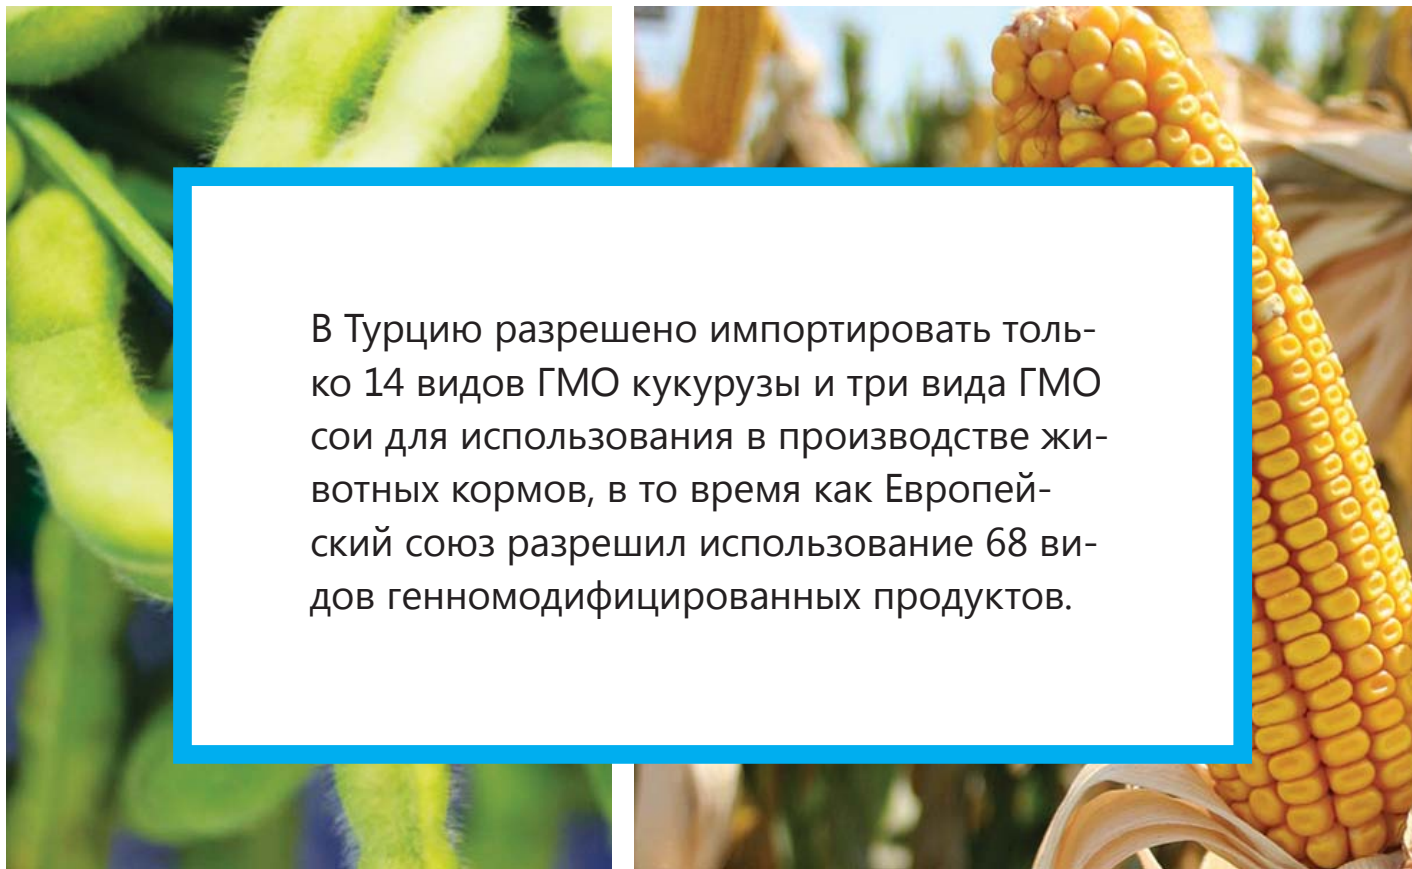 В Турцию разрешено импортировать толь-
ко 14 видов ГМО кукурузы и три вида ГМО
сои для использования в производстве жи-
вотных кормов, в то время как Европей-
ский союз разрешил использование 68 ви-
дов генномодифицированных продуктов.